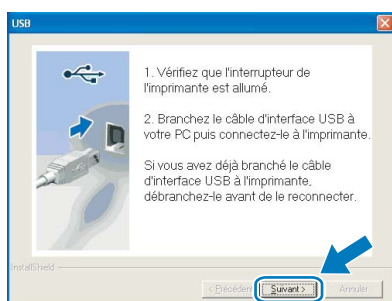 USB
1. Vérifiez que l'interrupteur de
l'imprimante est allumé.
2. Branchez le câble d'interface USB à
votre PC puis connectez-le à l'imprimante.
Si vous avez déjà branché le câble
d'interface USB à l'imprimante,
débranchez-le avant de le reconnecter.
InstallShield
< Précédent Suivant > Annuler